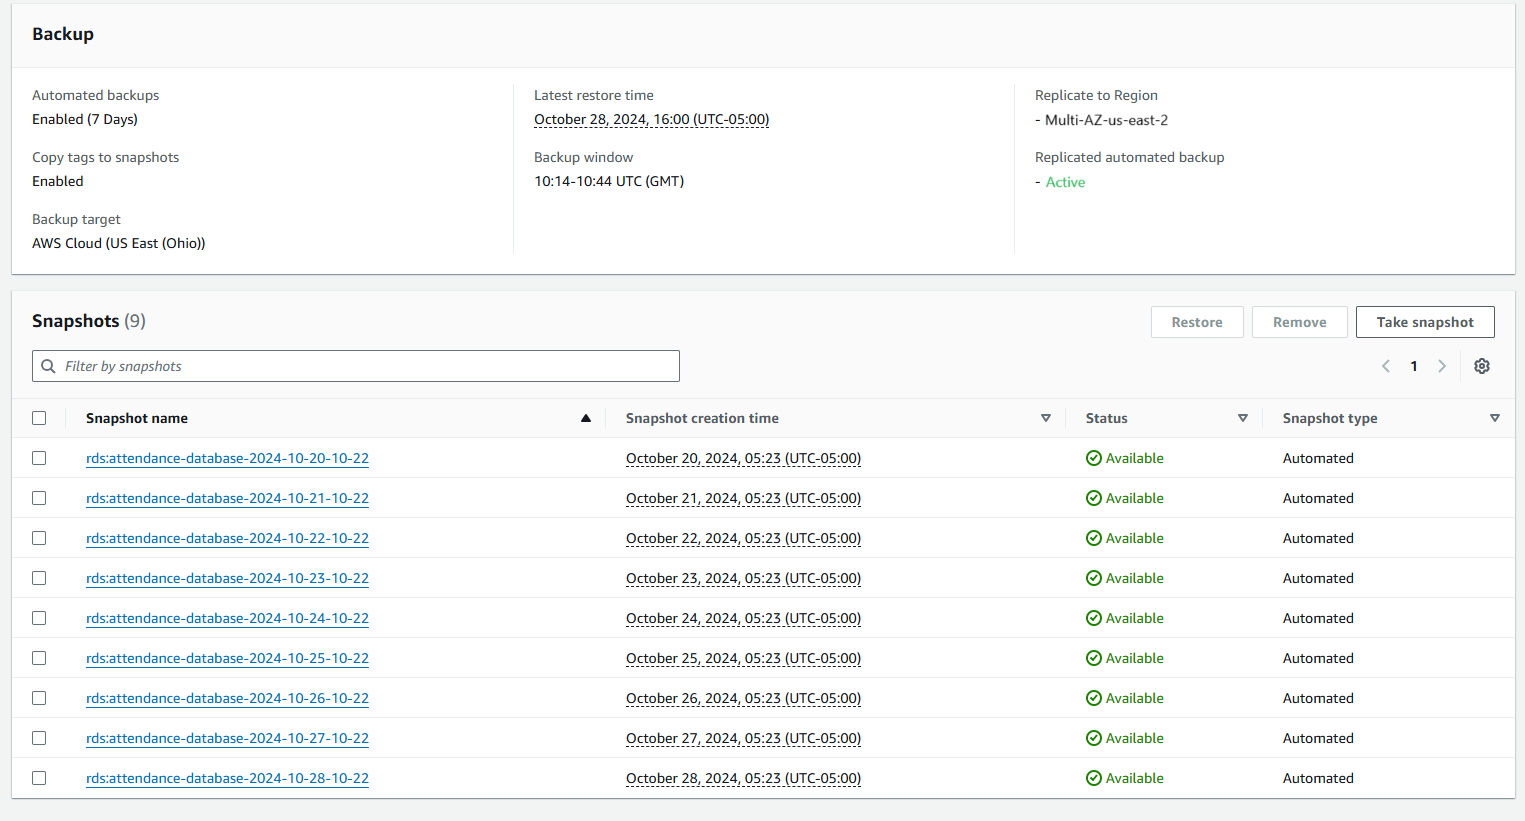 Backup
Automated backups
Enabled (7 Days)
Copy tags to snapshots
Enabled
Backup target
AWS Cloud (US East (Ohio))
Latest restore time
October 28, 2024, 16:00 (UTC-05:00)
Backup window
10:14-10:44 UTC (GMT)
Replicate to Region
- Multi-AZ-us-east-2
Replicated automated backup
- Active
Snapshots (9)
Restore Remove Take snapshot
Filter by snapshots
1
Snapshot name Snapshot creation time Status Snapshot type
rds:attendance-database-2024-10-20-10-22 October 20, 2024, 05:23 (UTC-05:00) Available Automated
rds:attendance-database-2024-10-21-10-22 October 21, 2024, 05:23 (UTC-05:00) Available Automated
rds:attendance-database-2024-10-22-10-22 October 22, 2024, 05:23 (UTC-05:00) Available Automated
rds:attendance-database-2024-10-23-10-22 October 23, 2024, 05:23 (UTC-05:00) Available Automated
rds:attendance-database-2024-10-24-10-22 October 24, 2024, 05:23 (UTC-05:00) Available Automated
rds:attendance-database-2024-10-25-10-22 October 25, 2024, 05:23 (UTC-05:00) Available Automated
rds:attendance-database-2024-10-26-10-22 October 26, 2024, 05:23 (UTC-05:00) Available Automated
rds:attendance-database-2024-10-27-10-22 October 27, 2024, 05:23 (UTC-05:00) Available Automated
rds:attendance-database-2024-10-28-10-22 October 28, 2024, 05:23 (UTC-05:00) Available Automated